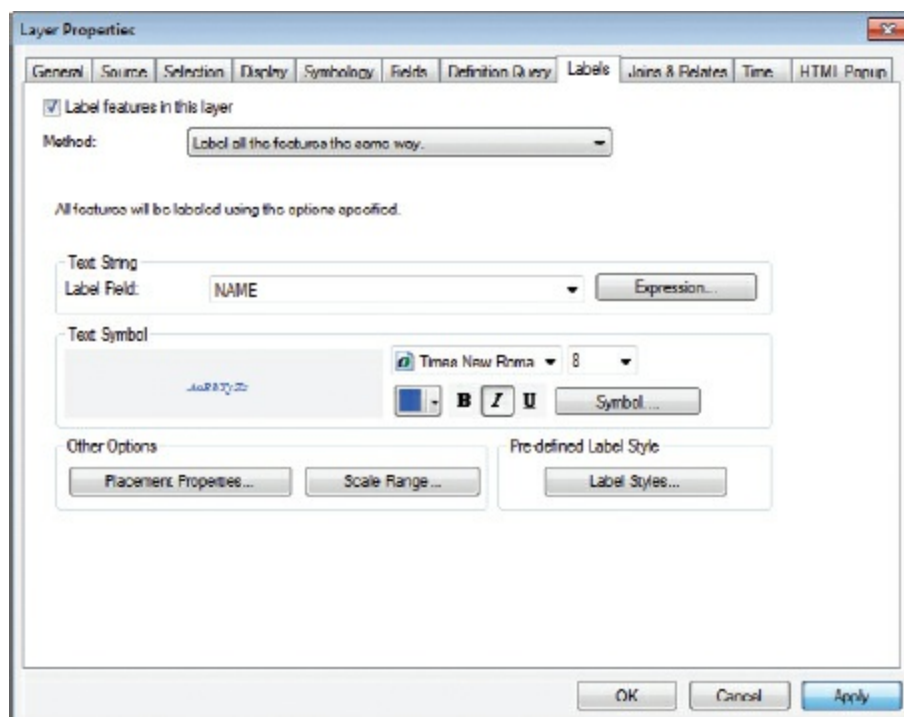 Layer Properties
General Source Selection Display Symbology Fields Definition Query Labels Joins & Relates Time HTML Popup
Label features in this layer
Method: Label all the features the same way.
All features will be labeled using the options specified.
Text String
Label Field: NAME Expression...
Text Symbol
AaBbYyZz Times New Roma 8
B I U Symbol...
Other Options Pre-defined Label Style
Placement Properties... Scale Range... Label Styles...
OK Cancel Apply